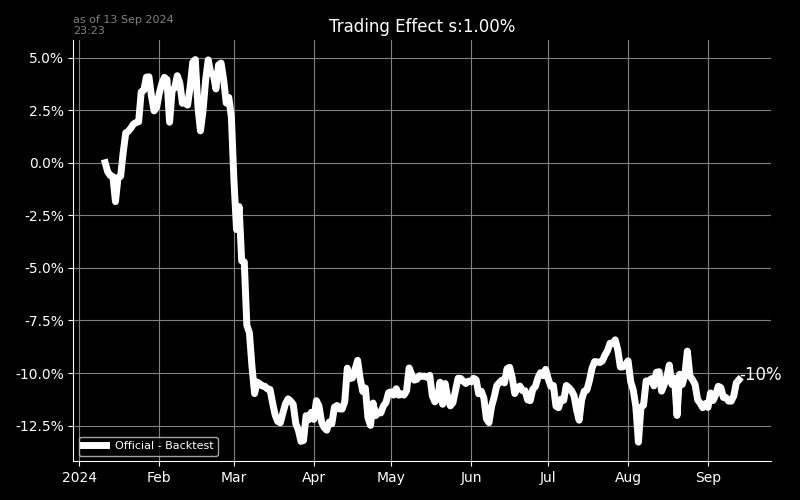 as of 13 Sep 2024
23:23
Trading Effect s:1.00%
5.0%
2.5%
0.0%
-2.5%
-5.0%
-7.5%
-10.0%
-12.5%
-10%
Official - Backtest
2024 Feb Mar Apr May Jun Jul Aug Sep